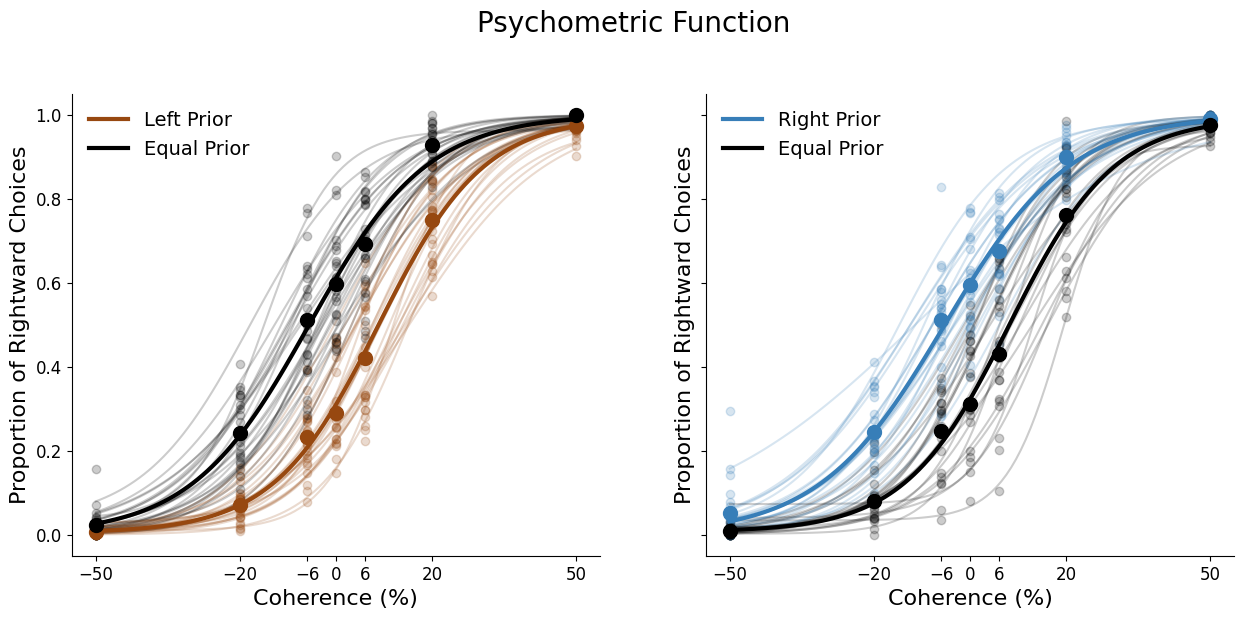 Psychometric Function
Left Prior
Equal Prior
Proportion of Rightward Choices
1.0
0.8
0.6
0.4
0.2
0.0
−50
−20
−6
0
6
20
50
Coherence (%)
Right Prior
Equal Prior
Proportion of Rightward Choices
−50
−20
−6
0
6
20
50
Coherence (%)